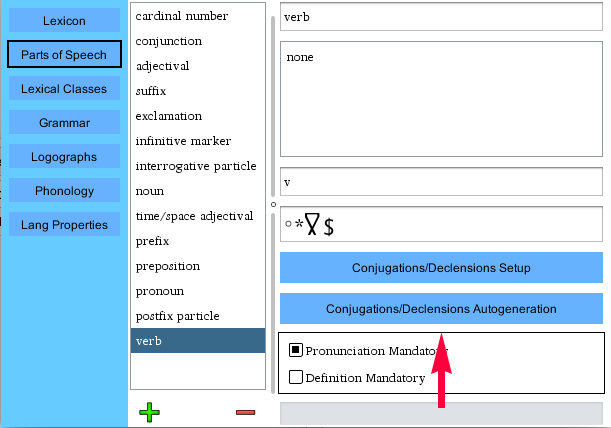 Lexicon
Parts of Speech
Lexical Classes
Grammar
Logographs
Phonology
Lang Properties
cardinal number
conjunction
adjectival
suffix
exclamation
infinitive marker
interrogative particle
noun
time/space adjectival
prefix
preposition
pronoun
postfix particle
verb
verb
none
v
Conjugations/Declensions Setup
Conjugations/Declensions Autogeneration
Pronunciation Mandatory
Definition Mandatory